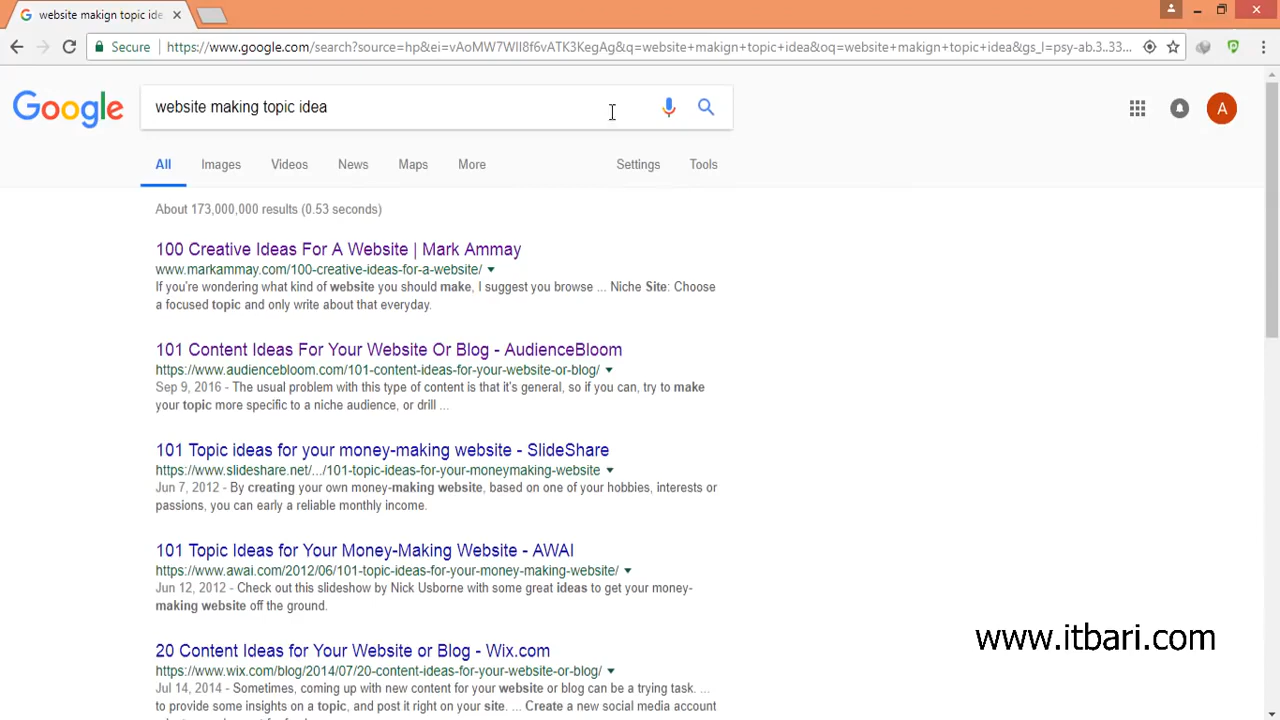 website makign topic ide
Secure
https://www.google.com/search?source=hp&ei=vAoMW7WII8f6vATK3KegAg&q=website+makign+topic+idea&oq=website+makign+topic+idea&gs_l=psy-ab.3..33...
Google
website making topic idea
A
All Images Videos News Maps More Settings Tools
About 173,000,000 results (0.53 seconds)
100 Creative Ideas For A Website | Mark Ammay
www.markammay.com/100-creative-ideas-for-a-website/
If you're wondering what kind of website you should make, I suggest you browse ... Niche Site: Choose
a focused topic and only write about that everyday.
101 Content Ideas For Your Website Or Blog - AudienceBloom
https://www.audiencebloom.com/101-content-ideas-for-your-website-or-blog/
Sep 9, 2016 - The usual problem with this type of content is that it's general, so if you can, try to make
your topic more specific to a niche audience, or drill ...
101 Topic ideas for your money-making website - SlideShare
https://www.slideshare.net/.../101-topic-ideas-for-your-moneymaking-website
Jun 7, 2012 - By creating your own money-making website, based on one of your hobbies, interests or
passions, you can early a reliable monthly income.
101 Topic Ideas for Your Money-Making Website - AWAI
https://www.awai.com/2012/06/101-topic-ideas-for-your-money-making-website/
Jun 12, 2012 - Check out this slideshow by Nick Usborne with some great ideas to get your money-
making website off the ground.
www.itbari.com
20 Content Ideas for Your Website or Blog - Wix.com
https://www.wix.com/blog/2014/07/20-content-ideas-for-your-website-or-blog/
Jul 14, 2014 - Sometimes, coming up with new content for your website or blog can be a trying task. ...
to provide some insights on a topic, and post it right on your site. ... Create a new social media account